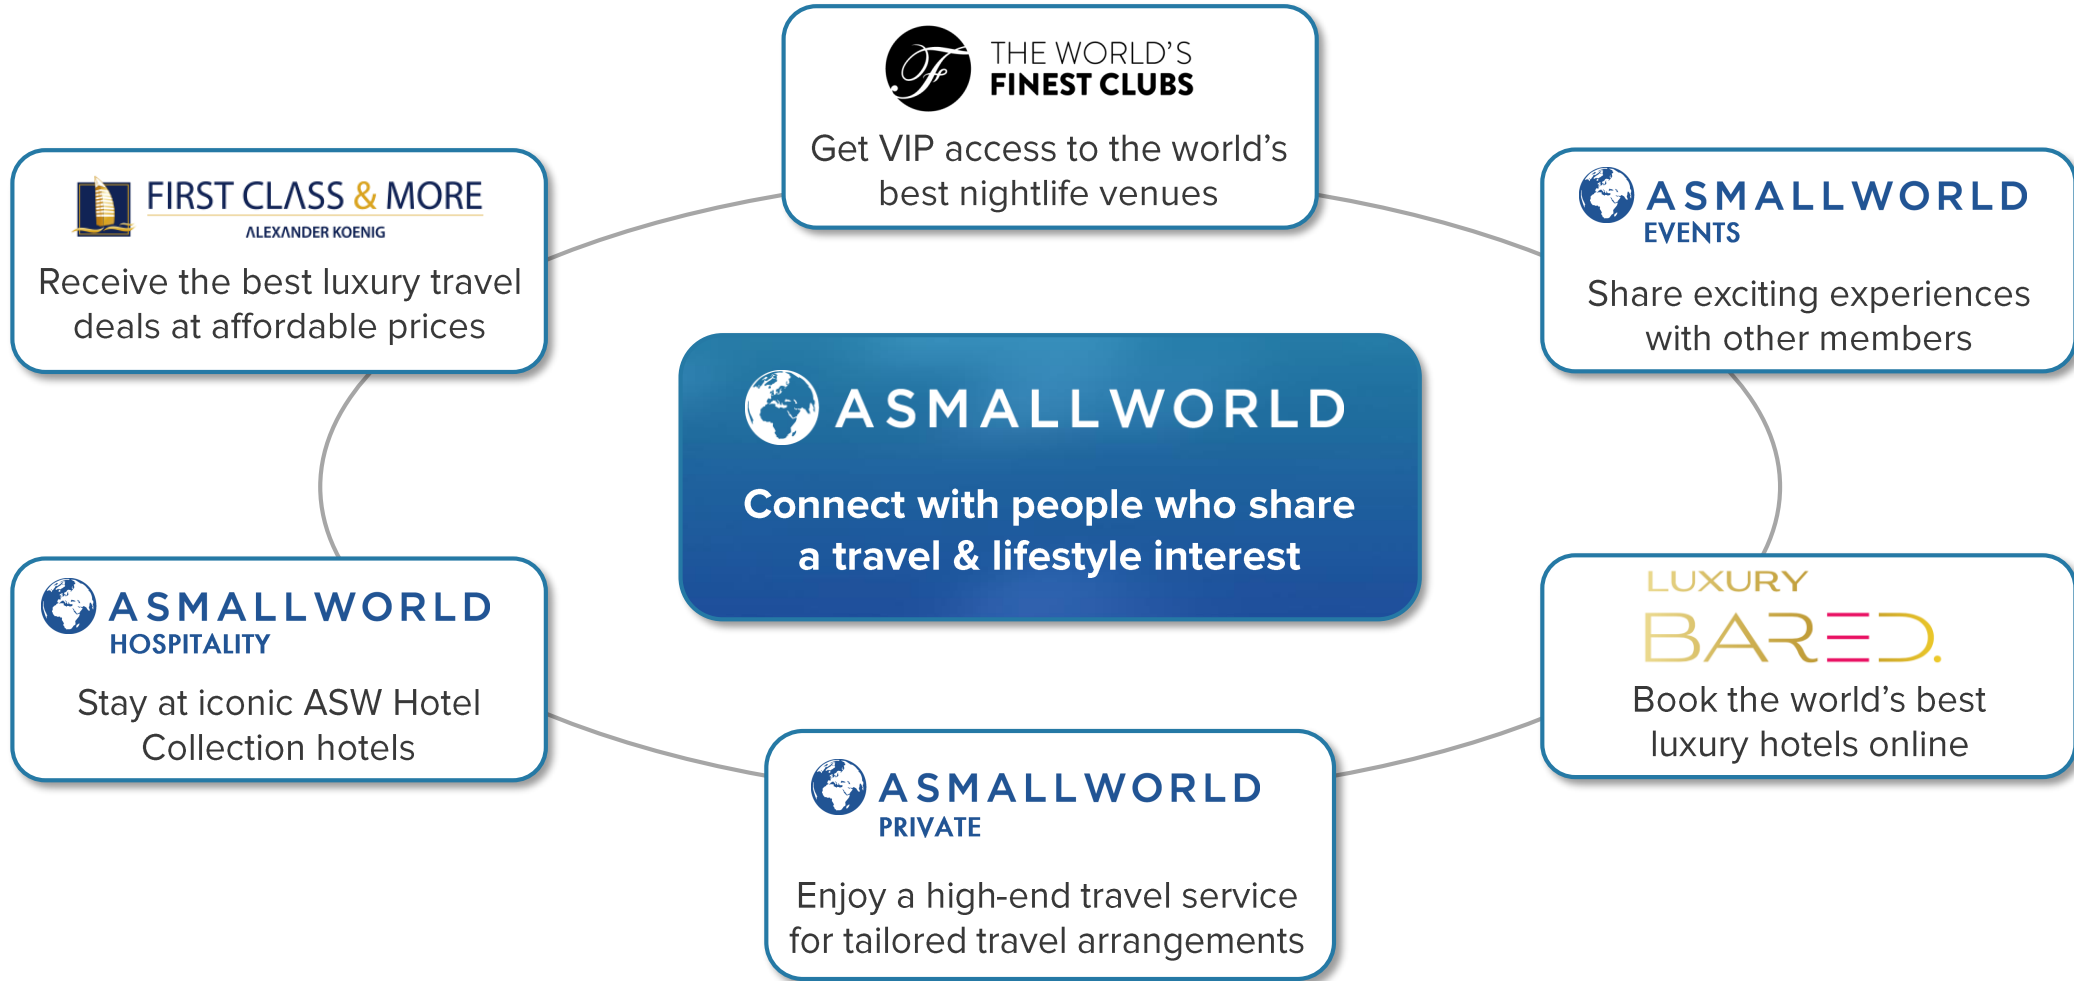 THE WORLD'S
FINEST CLUBS
Get VIP access to the world's
best nightlife venues
FIRST CLASS & MORE
ALEXANDER KOENIG
Receive the best luxury travel
deals at affordable prices
ASMALLWORLD
EVENTS
Share exciting experiences
with other members
ASMALLWORLD
Connect with people who share
a travel & lifestyle interest
ASMALLWORLD
HOSPITALITY
Stay at iconic ASW Hotel
Collection hotels
LUXURY
BARED.
Book the world's best
luxury hotels online
ASMALLWORLD
PRIVATE
Enjoy a high-end travel service
for tailored travel arrangements